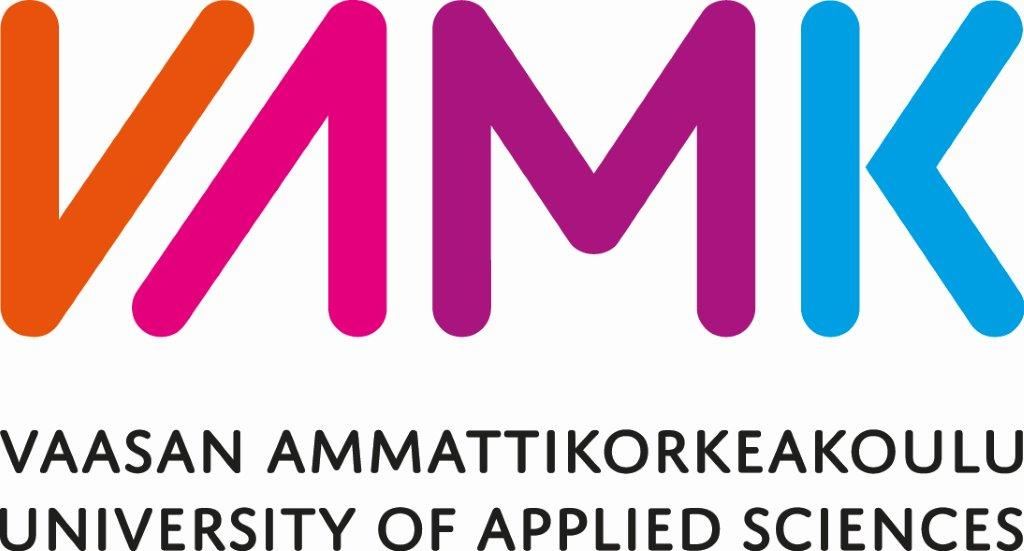 VAMK
VAASAN AMMATTIKORKEAKOULU
UNIVERSITY OF APPLIED SCIENCES